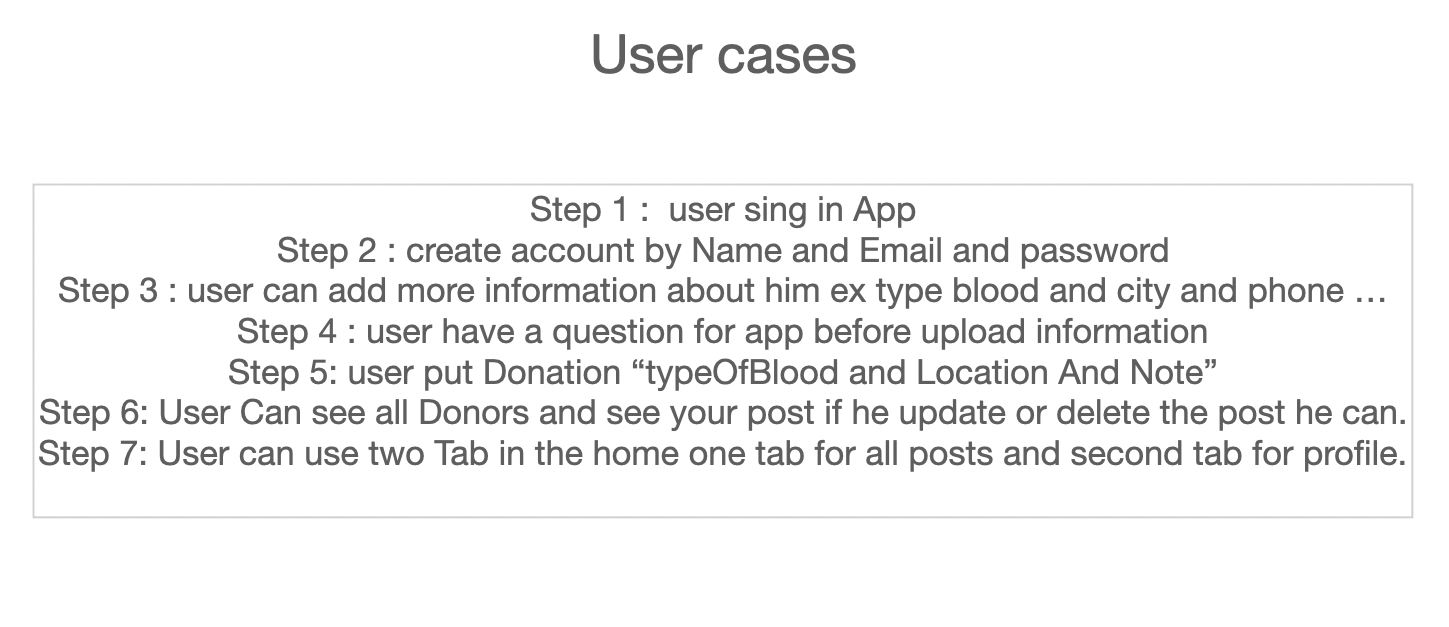 User cases
Step 1 :  user sing in App
Step 2 : create account by Name and Email and password
Step 3 : user can add more information about him ex type blood and city and phone …
Step 4 : user have a question for app before upload information
Step 5: user put Donation “typeOfBlood and Location And Note”
Step 6: User Can see all Donors and see your post if he update or delete the post he can.
Step 7: User can use two Tab in the home one tab for all posts and second tab for profile.